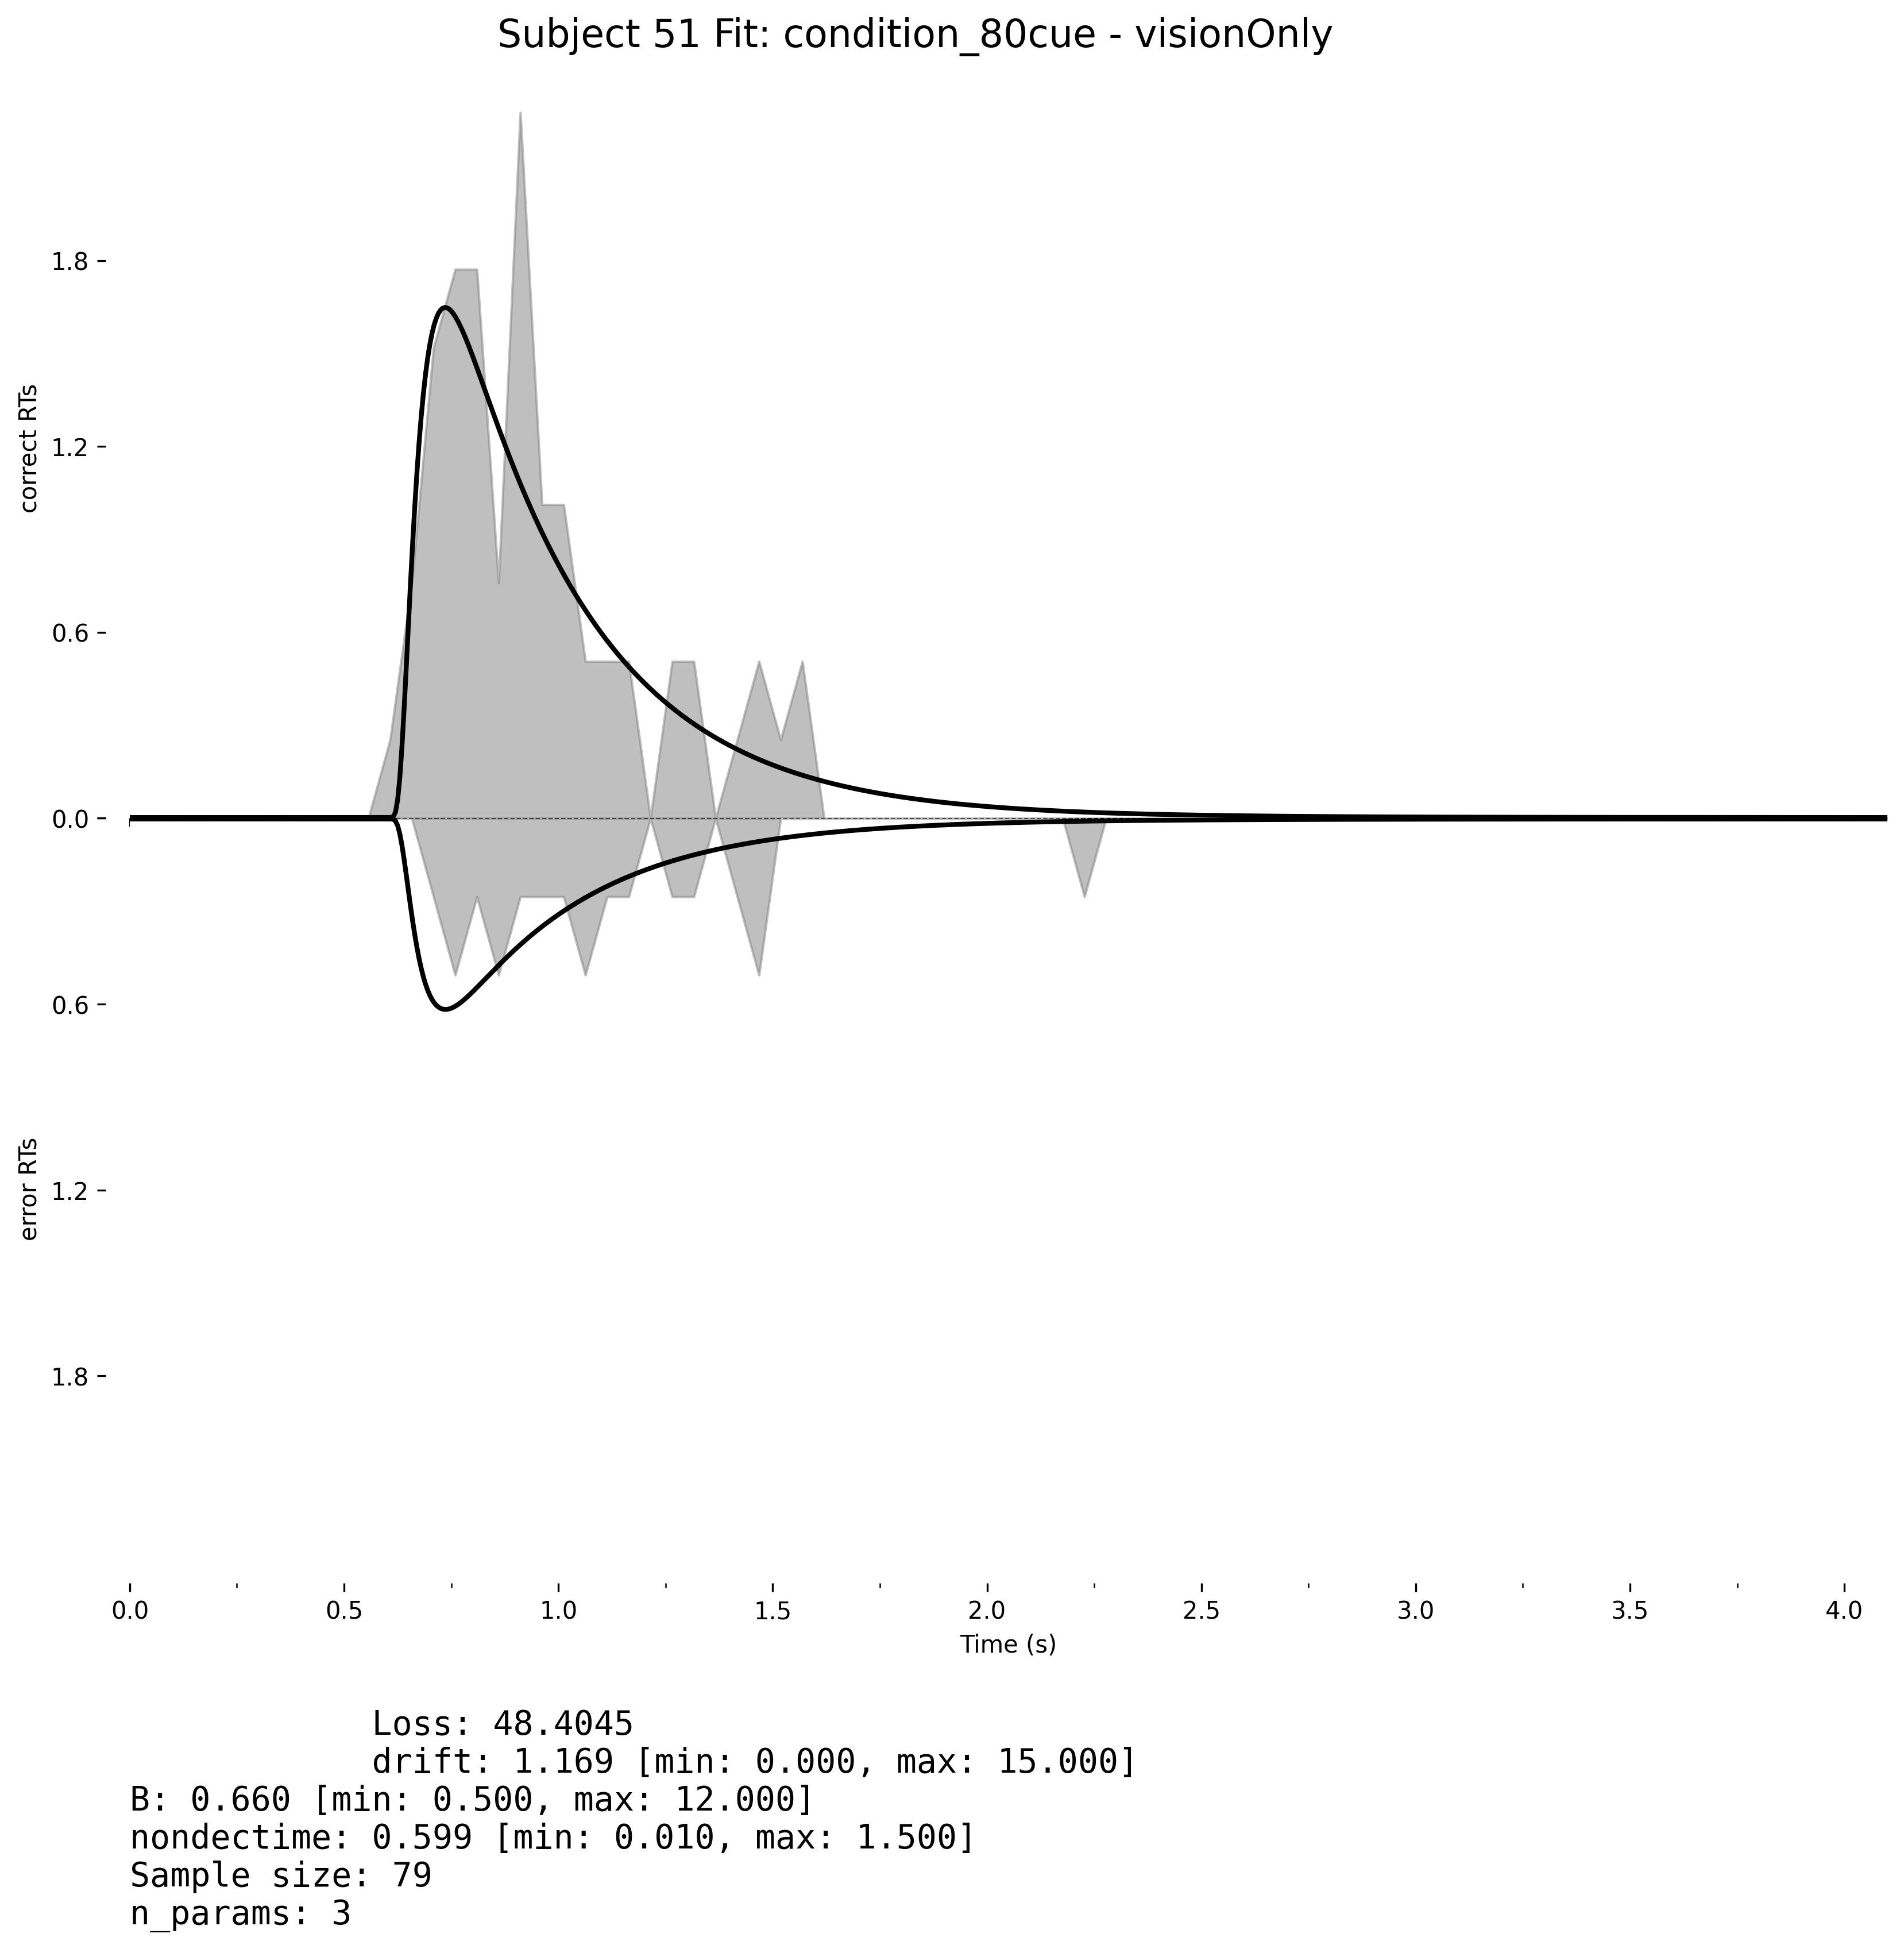 Subject 51 Fit: condition_80cue - visionOnly
correct RTs
1.8
1.2
0.6
0.0
0.6
1.2
1.8
error RTs
0.0 0.5 1.0 1.5 2.0 2.5 3.0 3.5 4.0
Time (s)
Loss: 48.4045
drift: 1.169 [min: 0.000, max: 15.000]
B: 0.660 [min: 0.500, max: 12.000]
nondectime: 0.599 [min: 0.010, max: 1.500]
Sample size: 79
n_params: 3